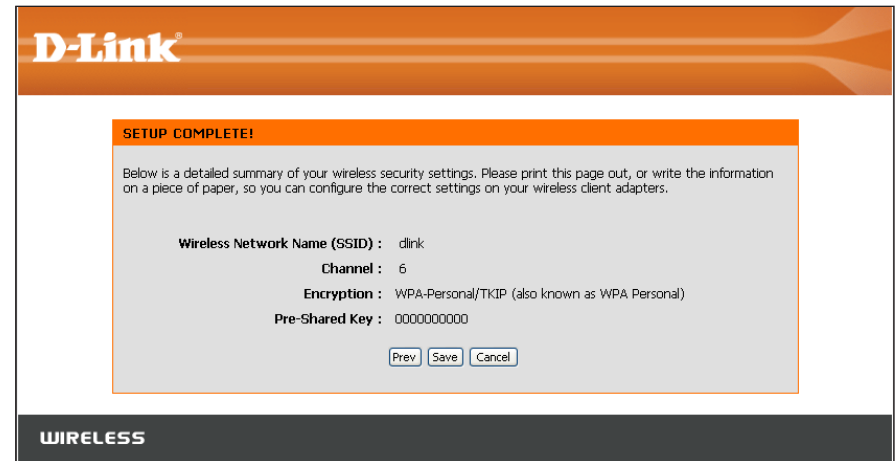 D-Link®
SETUP COMPLETE!
Below is a detailed summary of your wireless security settings. Please print this page out, or write the information
on a piece of paper, so you can configure the correct settings on your wireless client adapters.
Wireless Network Name (SSID) : dlink
Channel : 6
Encryption : WPA-Personal/TKIP (also known as WPA Personal)
Pre-Shared Key : 0000000000
Prev Save Cancel
WIRELESS